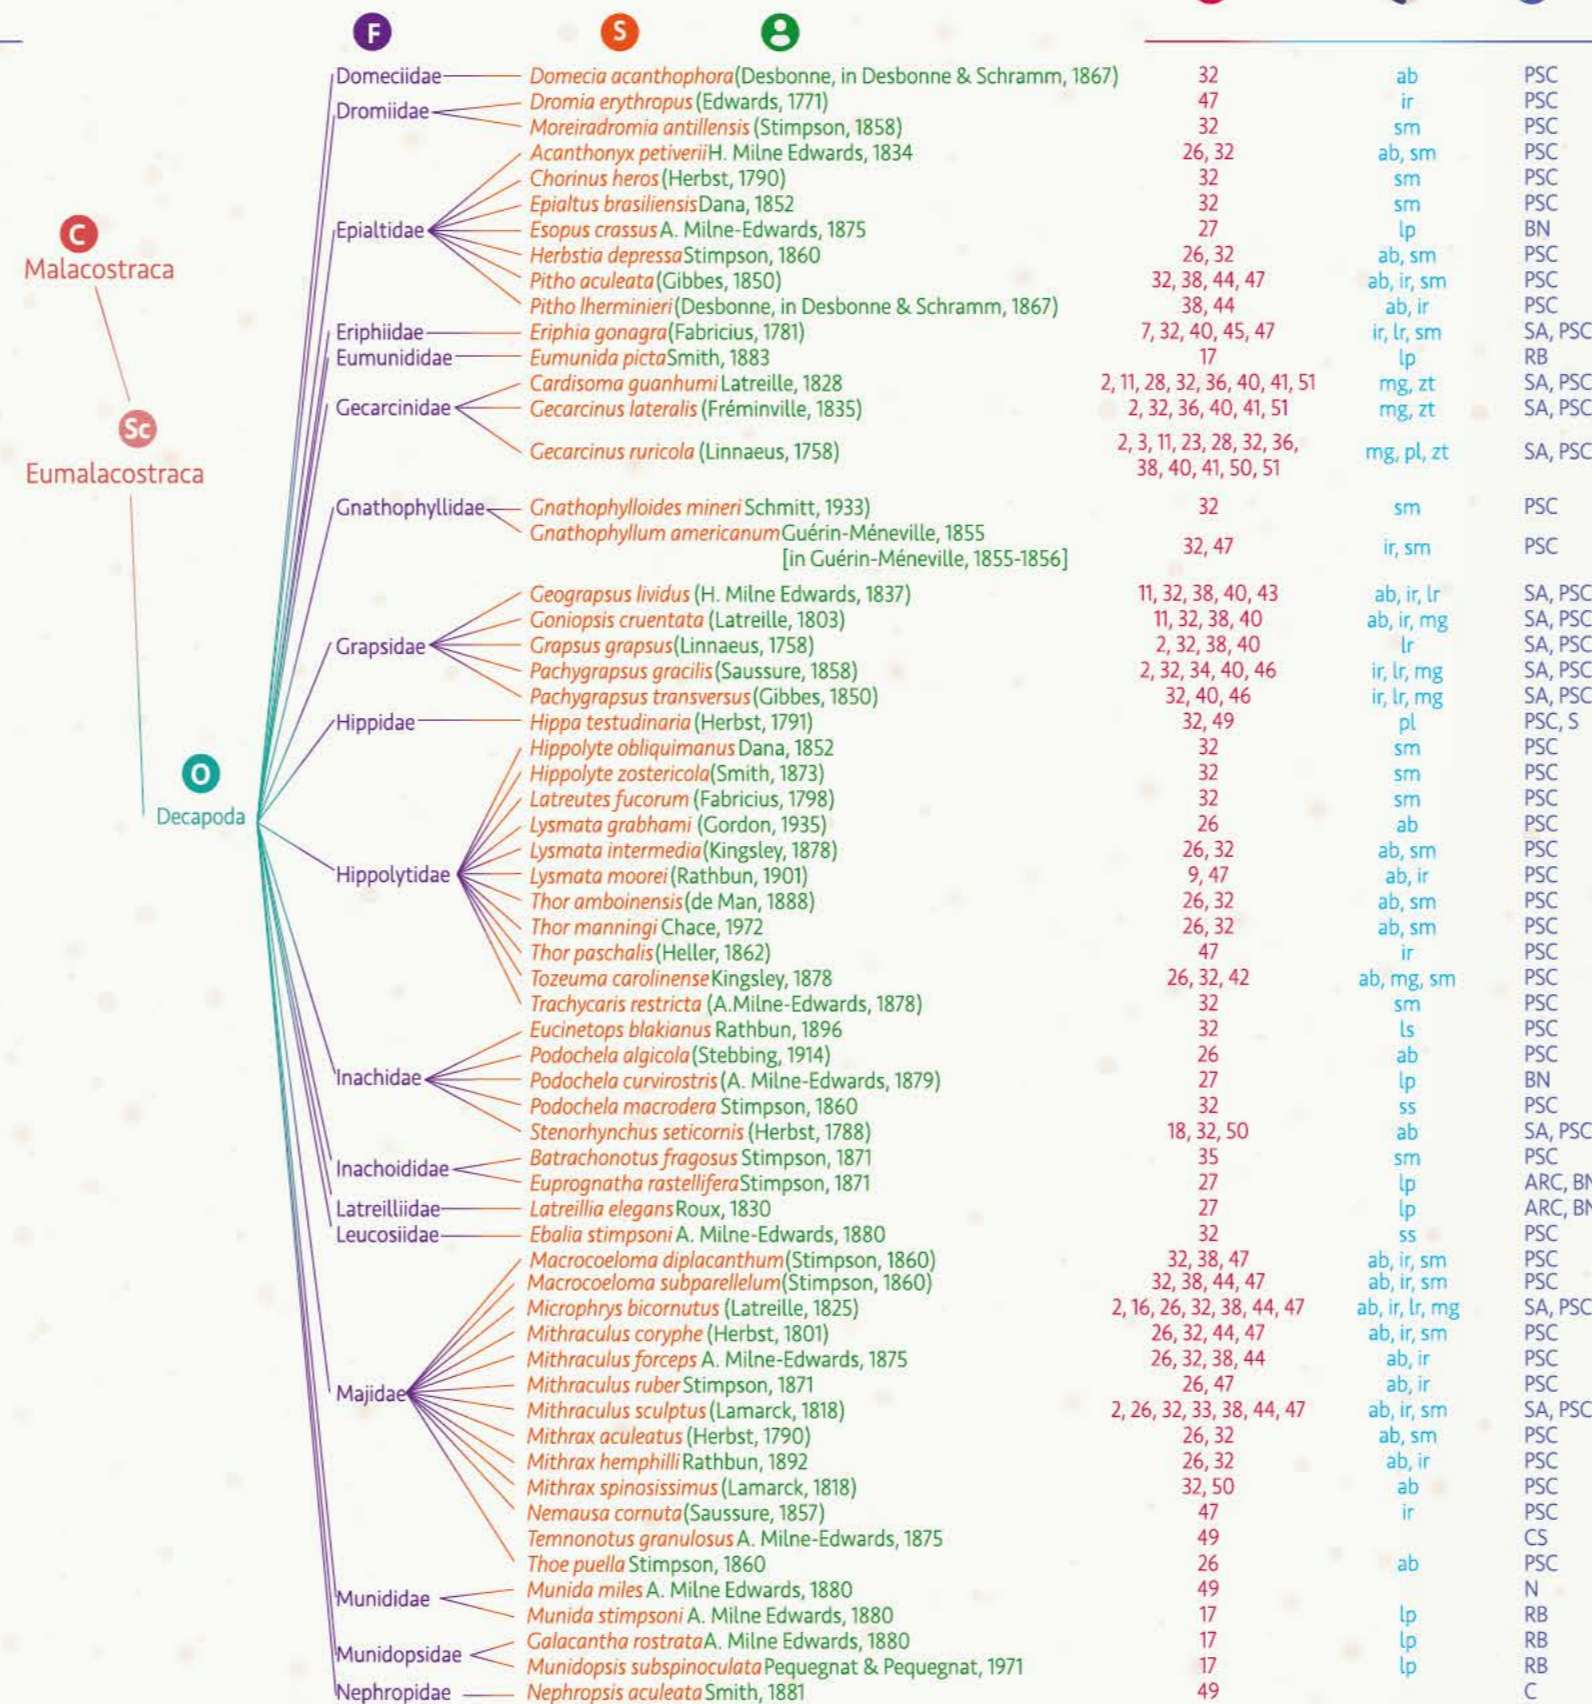 F S
Domeciidae Domecia acanthophora (Desbonne, in Desbonne & Schramm, 1867) 32 ab PSC
Dromiidae Dromia erythropus (Edwards, 1771) 47 ir PSC
Moreiradromia antillensis (Stimpson, 1858) 32 sm PSC
Acanthonyx petiverii H. Milne Edwards, 1834 26, 32 ab, sm PSC
Chorinus heros (Herbst, 1790) 32 sm PSC
Epialtus brasiliensis Dana, 1852 32 sm PSC
Epialtidae Esopus crassus A. Milne-Edwards, 1875 27 lp BN
Herbstia depressa Stimpson, 1860 26, 32 ab, sm PSC
C
Malacostraca
Pitho aculeata (Gibbes, 1850) 32, 38, 44, 47 ab, ir, sm PSC
Pitho lherminieri (Desbonne, in Desbonne & Schramm, 1867) 38, 44 ab, ir PSC
Eriphiidae Eriphia gonagra (Fabricius, 1781) 7, 32, 40, 45, 47 ir, lr, sm SA, PSC
Eumunididae Eumunida picta Smith, 1883 17 lp RB
Cardisoma guanhumi Latreille, 1828 2, 11, 28, 32, 36, 40, 41, 51 mg, zt SA, PSC
Gecarcinidae Gecarcinus lateralis (Fréminville, 1835) 2, 32, 36, 40, 41, 51 mg, zt SA, PSC
Sc
Eumalacostraca
Gecarcinus ruricola (Linnaeus, 1758) 2, 3, 11, 23, 28, 32, 36, mg, pl, zt SA, PSC
38, 40, 41, 50, 51
Gnathophyllidae Gnathophylloides mineri Schmitt, 1933) 32 sm PSC
Gnathophyllum americanum Guérin-Méneville, 1855 32, 47 ir, sm PSC
[in Guérin-Méneville, 1855-1856]
Geograpsus lividus (H. Milne Edwards, 1837) 11, 32, 38, 40, 43 ab, ir, lr SA, PSC
Goniopsis cruentata (Latreille, 1803) 11, 32, 38, 40 ab, ir, mg SA, PSC
Grapsidae Grapsus grapsus (Linnaeus, 1758) 2, 32, 38, 40 lr SA, PSC
Pachygrapsus gracilis (Saussure, 1858) 2, 32, 34, 40, 46 ir, lr, mg SA, PSC
Pachygrapsus transversus (Gibbes, 1850) 32, 40, 46 ir, lr, mg SA, PSC
Hippidae Hippa testudinaria (Herbst, 1791) 32, 49 pl PSC, S
Hippolyte obliquimanus Dana, 1852 32 sm PSC
O
Decapoda
Hippolyte zostericola (Smith, 1873) 32 sm PSC
Latreutes fucorum (Fabricius, 1798) 32 sm PSC
Lysmata grabhami (Gordon, 1935) 26 ab PSC
Lysmata intermedia (Kingsley, 1878) 26, 32 ab, sm PSC
Hippolytidae Lysmata moorei (Rathbun, 1901) 9, 47 ab, ir PSC
Thor amboinensis (de Man, 1888) 26, 32 ab, sm PSC
Thor manningi Chace, 1972 26, 32 ab, sm PSC
Thor paschalis (Heller, 1862) 47 ir PSC
Tozeuma carolinense Kingsley, 1878 26, 32, 42 ab, mg, sm PSC
Trachycaris restricta (A.Milne-Edwards, 1878) 32 sm PSC
Eucinetops blakianus Rathbun, 1896 32 ls PSC
Podochela algicola (Stebbing, 1914) 26 ab PSC
Inachidae Podochela curvirostris (A. Milne-Edwards, 1879) 27 lp BN
Podochela macrodera Stimpson, 1860 32 ss PSC
Stenorhynchus seticornis (Herbst, 1788) 18, 32, 50 ab SA, PSC
Inachoididae Batrachonotus fragosus Stimpson, 1871 35 sm PSC
Euprognatha rastellifera Stimpson, 1871 27 lp ARC, BN
Latreilliidae Latreillia elegans Roux, 1830 27 lp ARC, BN
Leucosiidae Ebalia stimpsoni A. Milne-Edwards, 1880 32 ss PSC
Macrocoeloma diplacanthum (Stimpson, 1860) 32, 38, 47 ab, ir, sm PSC
Macrocoeloma subparellelum (Stimpson, 1860) 32, 38, 44, 47 ab, ir, sm PSC
Microphrys bicornutus (Latreille, 1825) 2, 16, 26, 32, 38, 44, 47 ab, ir, lr, mg SA, PSC
Mithraculus coryphe (Herbst, 1801) 26, 32, 44, 47 ab, ir, sm PSC
Mithraculus forceps A. Milne-Edwards, 1875 26, 32, 38, 44 ab, ir PSC
Majidae Mithraculus ruber Stimpson, 1871 26, 47 ab, ir PSC
Mithraculus sculptus (Lamarck, 1818) 2, 26, 32, 33, 38, 44, 47 ab, ir, sm SA, PSC
Mithrax aculeatus (Herbst, 1790) 26, 32 ab, sm PSC
Mithrax hemphilli Rathbun, 1892 26, 32 ab, ir PSC
Mithrax spinosissimus (Lamarck, 1818) 32, 50 ab PSC
Nemausa cornuta (Saussure, 1857) 47 ir PSC
Temnonotus granulosus A. Milne-Edwards, 1875 49 CS
Thoe puella Stimpson, 1860 26 ab PSC
Munididae Munida miles A. Milne Edwards, 1880 49 N
Munida stimpsoni A. Milne Edwards, 1880 17 lp RB
Munidopsidae Galacantha rostrata A. Milne Edwards, 1880 17 lp RB
Munidopsis subspinoculata Pequegnat & Pequegnat, 1971 17 lp RB
Nephropidae Nephropsis aculeata Smith, 1881 49 C